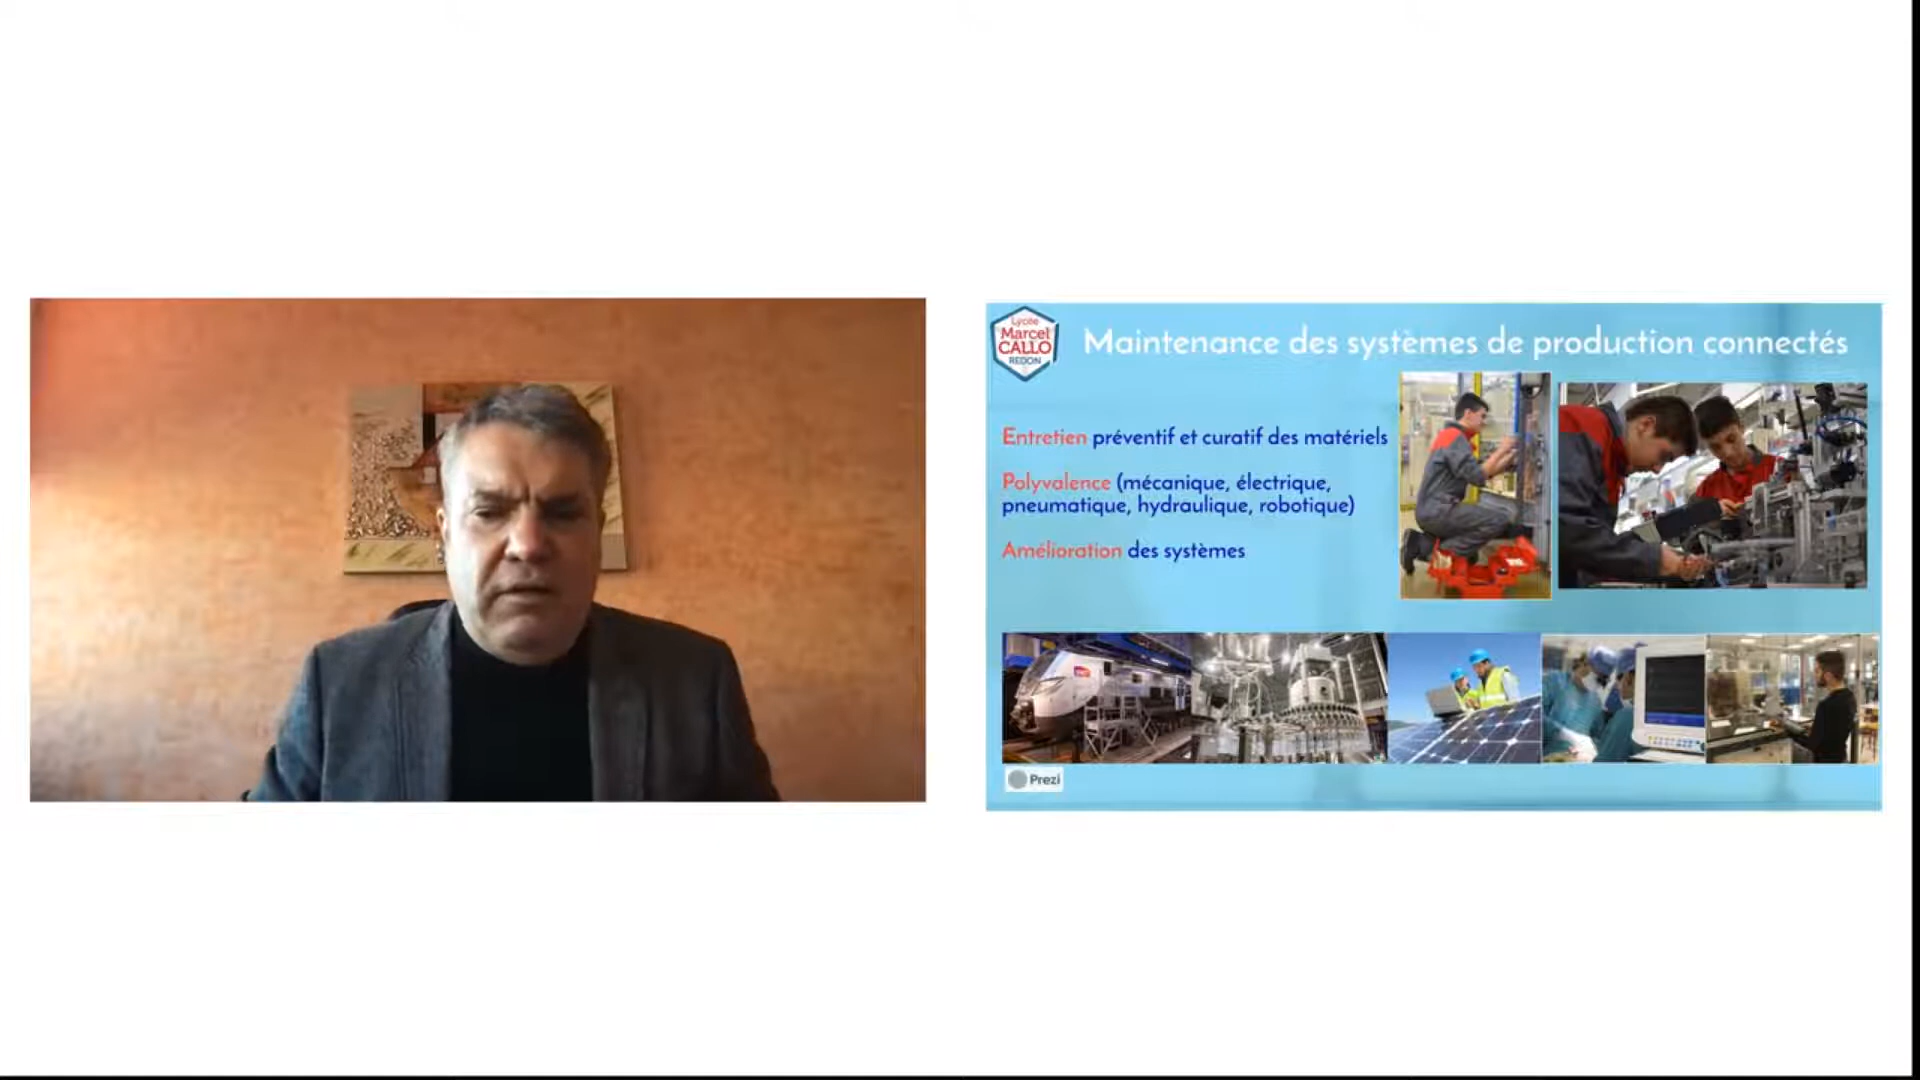 Lycée
Marcel
CALLO
REDON
Maintenance des systèmes de production connectés
Entretien préventif et curatif des matériels
Polyvalence (mécanique, électrique,
pneumatique, hydraulique, robotique)
Amélioration des systèmes
Prezi